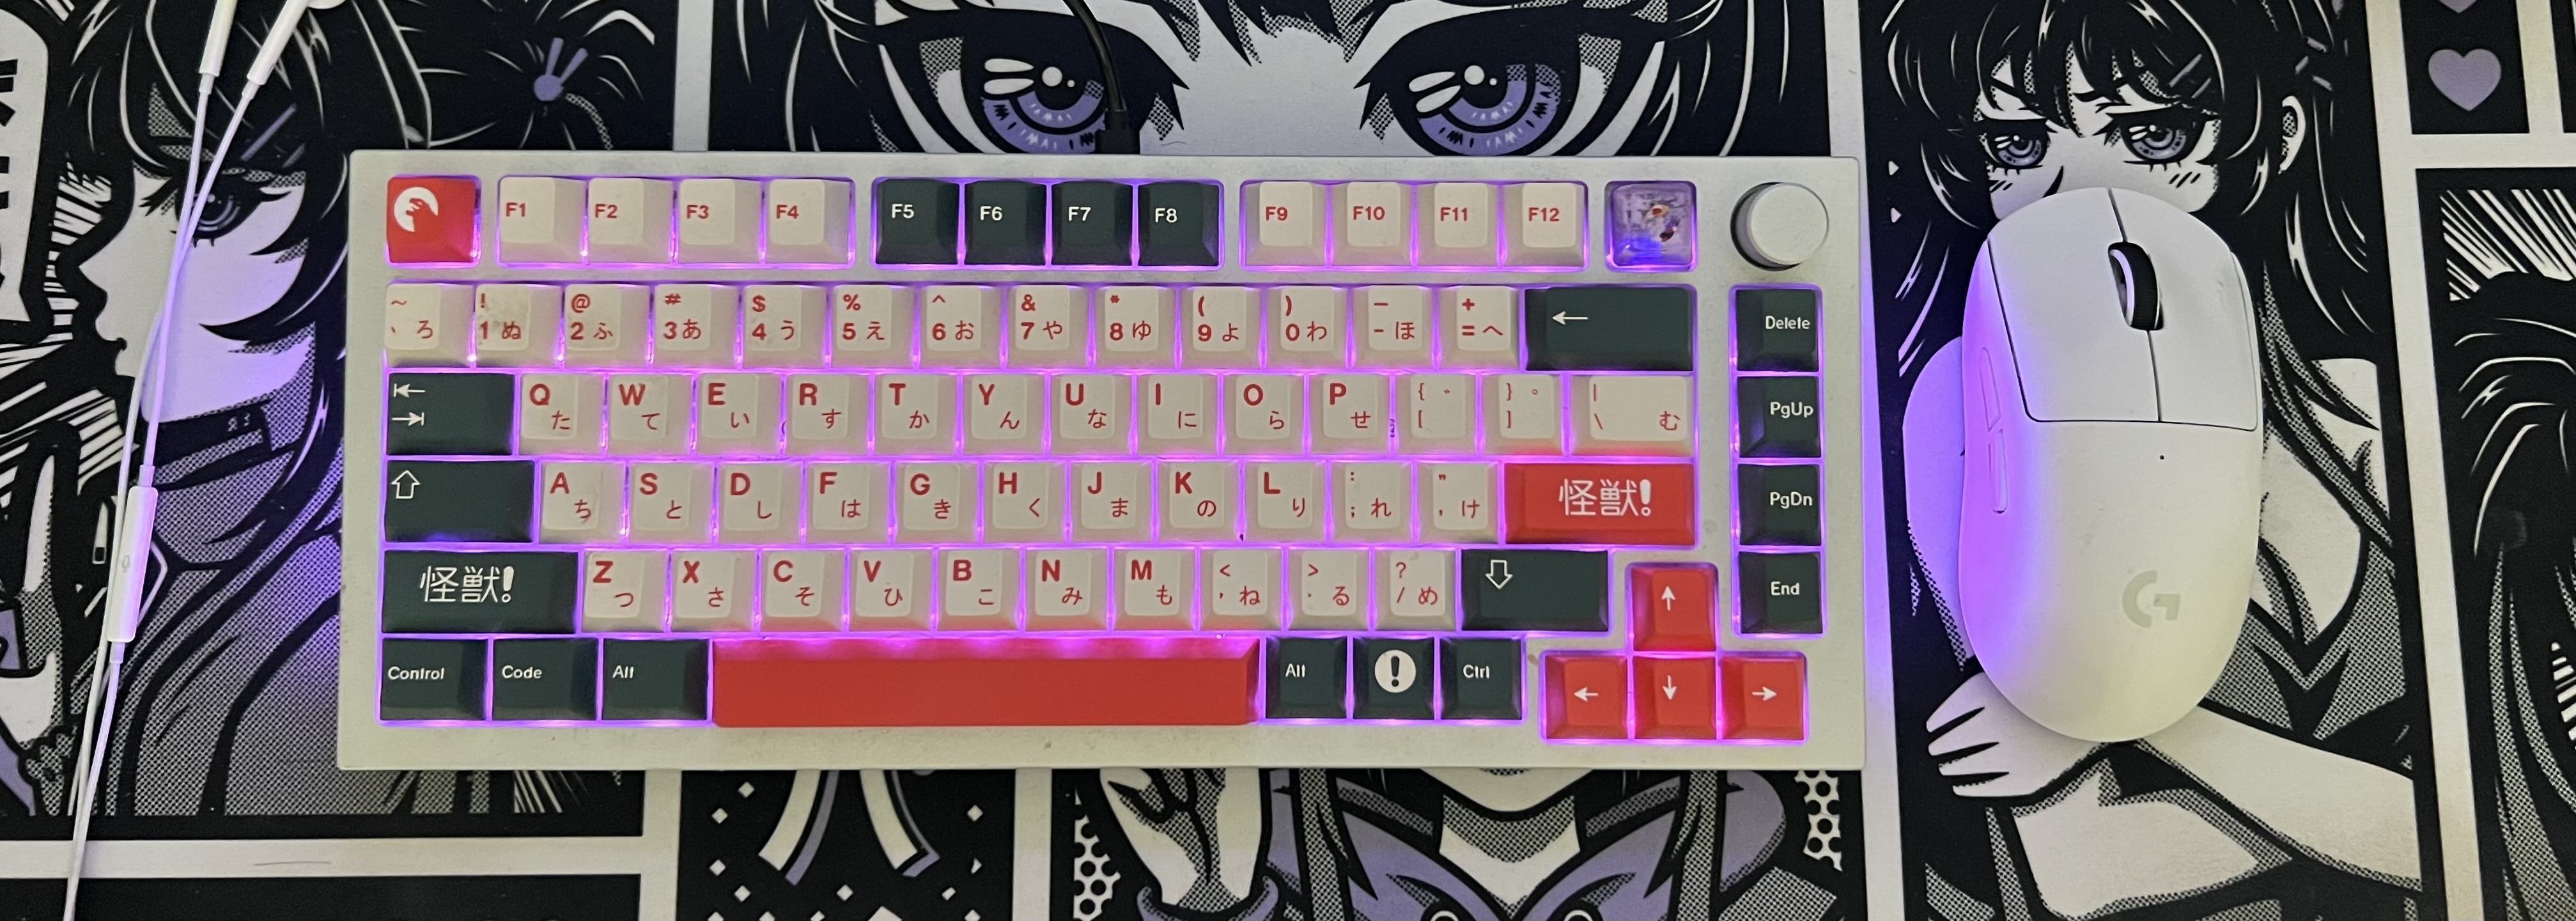 F1 F2 F3 F4 F5 F6 F7 F8 F9 F10 F11 F12
~ ! @ # $ % ^ & * ( ) − +
` ろ 1 ぬ 2 ふ 3 あ 4 う 5 え 6 お 7 や 8 ゆ 9 よ 0 わ - ほ = へ ← Delete
⇤ Q W E R T Y U I O P { ゛ } ゜ |
⇥ た て い す か ん な に ら せ [ ] \ む PgUp
⇧ A S D F G H J K L : "
ち と し は き く ま の り ; れ ' け 怪獣! PgDn
怪獣! Z X C V B N M < > ? ⇩ ↑ End
つ さ そ ひ こ み も , ね . る / め
Control Code Alt Alt ! Ctrl ← ↓ →
G